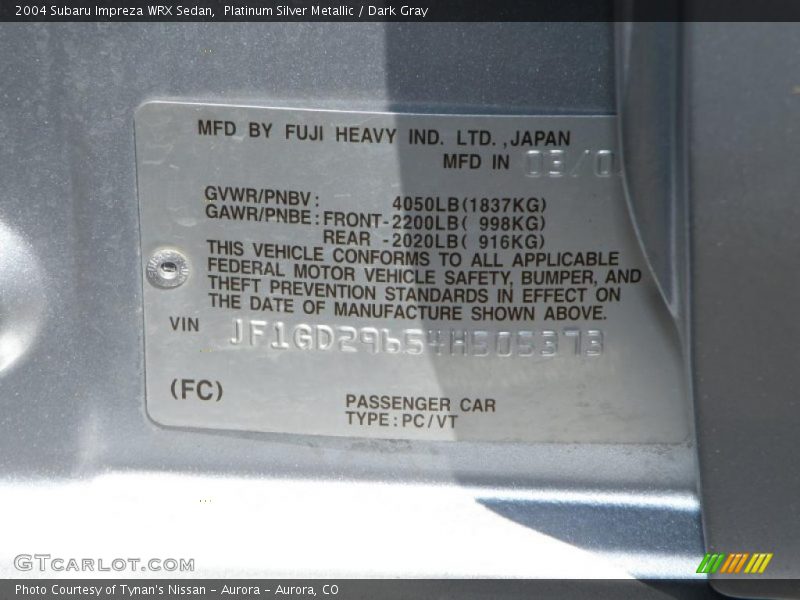 2004 Subaru Impreza WRX Sedan,  Platinum Silver Metallic / Dark Gray
MFD BY FUJI HEAVY IND. LTD.,JAPAN
MFD IN 03/0
GVWR/PNBV: 4050LB(1837KG)
GAWR/PNBE:FRONT-2200LB( 998KG)
REAR -2020LB( 916KG)
THIS VEHICLE CONFORMS TO ALL APPLICABLE
FEDERAL MOTOR VEHICLE SAFETY, BUMPER, AND
THEFT PREVENTION STANDARDS IN EFFECT ON
THE DATE OF MANUFACTURE SHOWN ABOVE.
VIN JF1GD29654H505373
(FC)
PASSENGER CAR
TYPE:PC/VT
GTcarlot.com
Photo Courtesy of Tynan's Nissan - Aurora - Aurora, CO